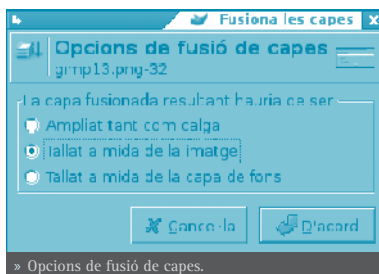 Fusiona les capes
Opcions de fusió de capes
gimp13.png-32
La capa fusionada resultant hauria de ser
Ampliat tant com calga
Tallat a mida de la imatge
Tallat a mida de la capa de fons
Cancel·la
D'acord
» Opcions de fusió de capes.